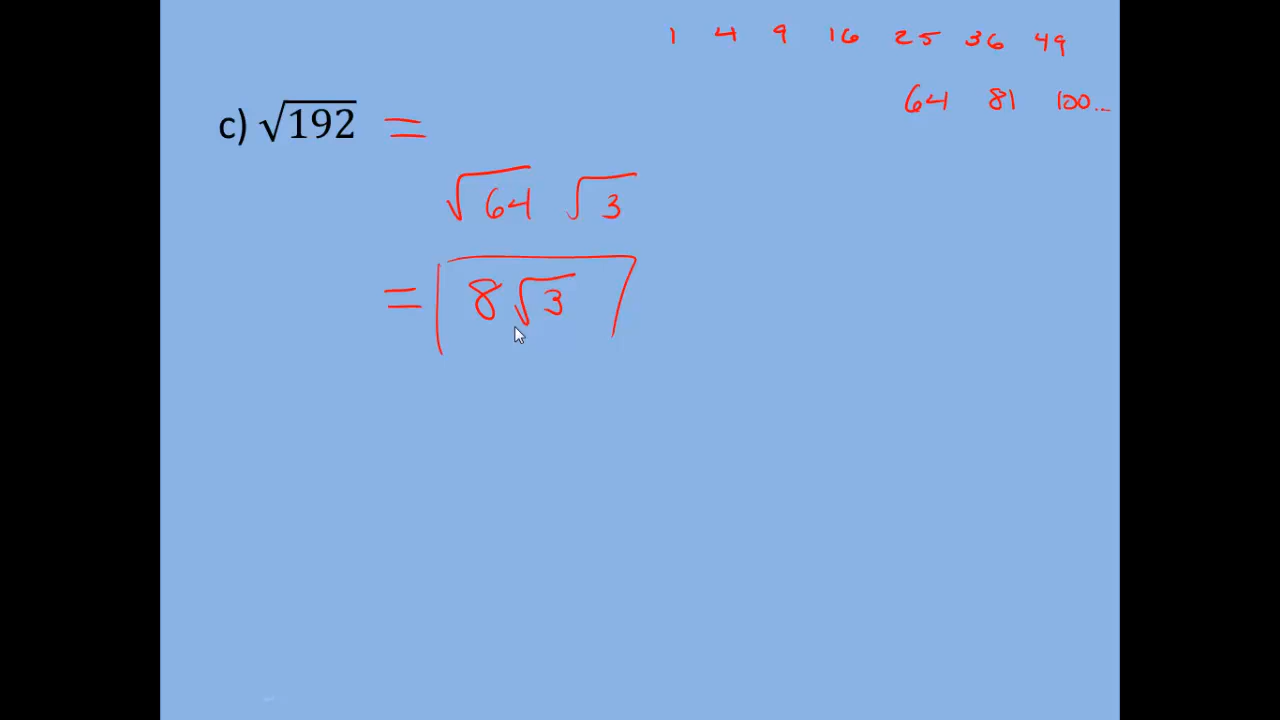 1 4 9 16 25 36 49
64 81 100...
c) √192 =
√64 √3
= 8√3